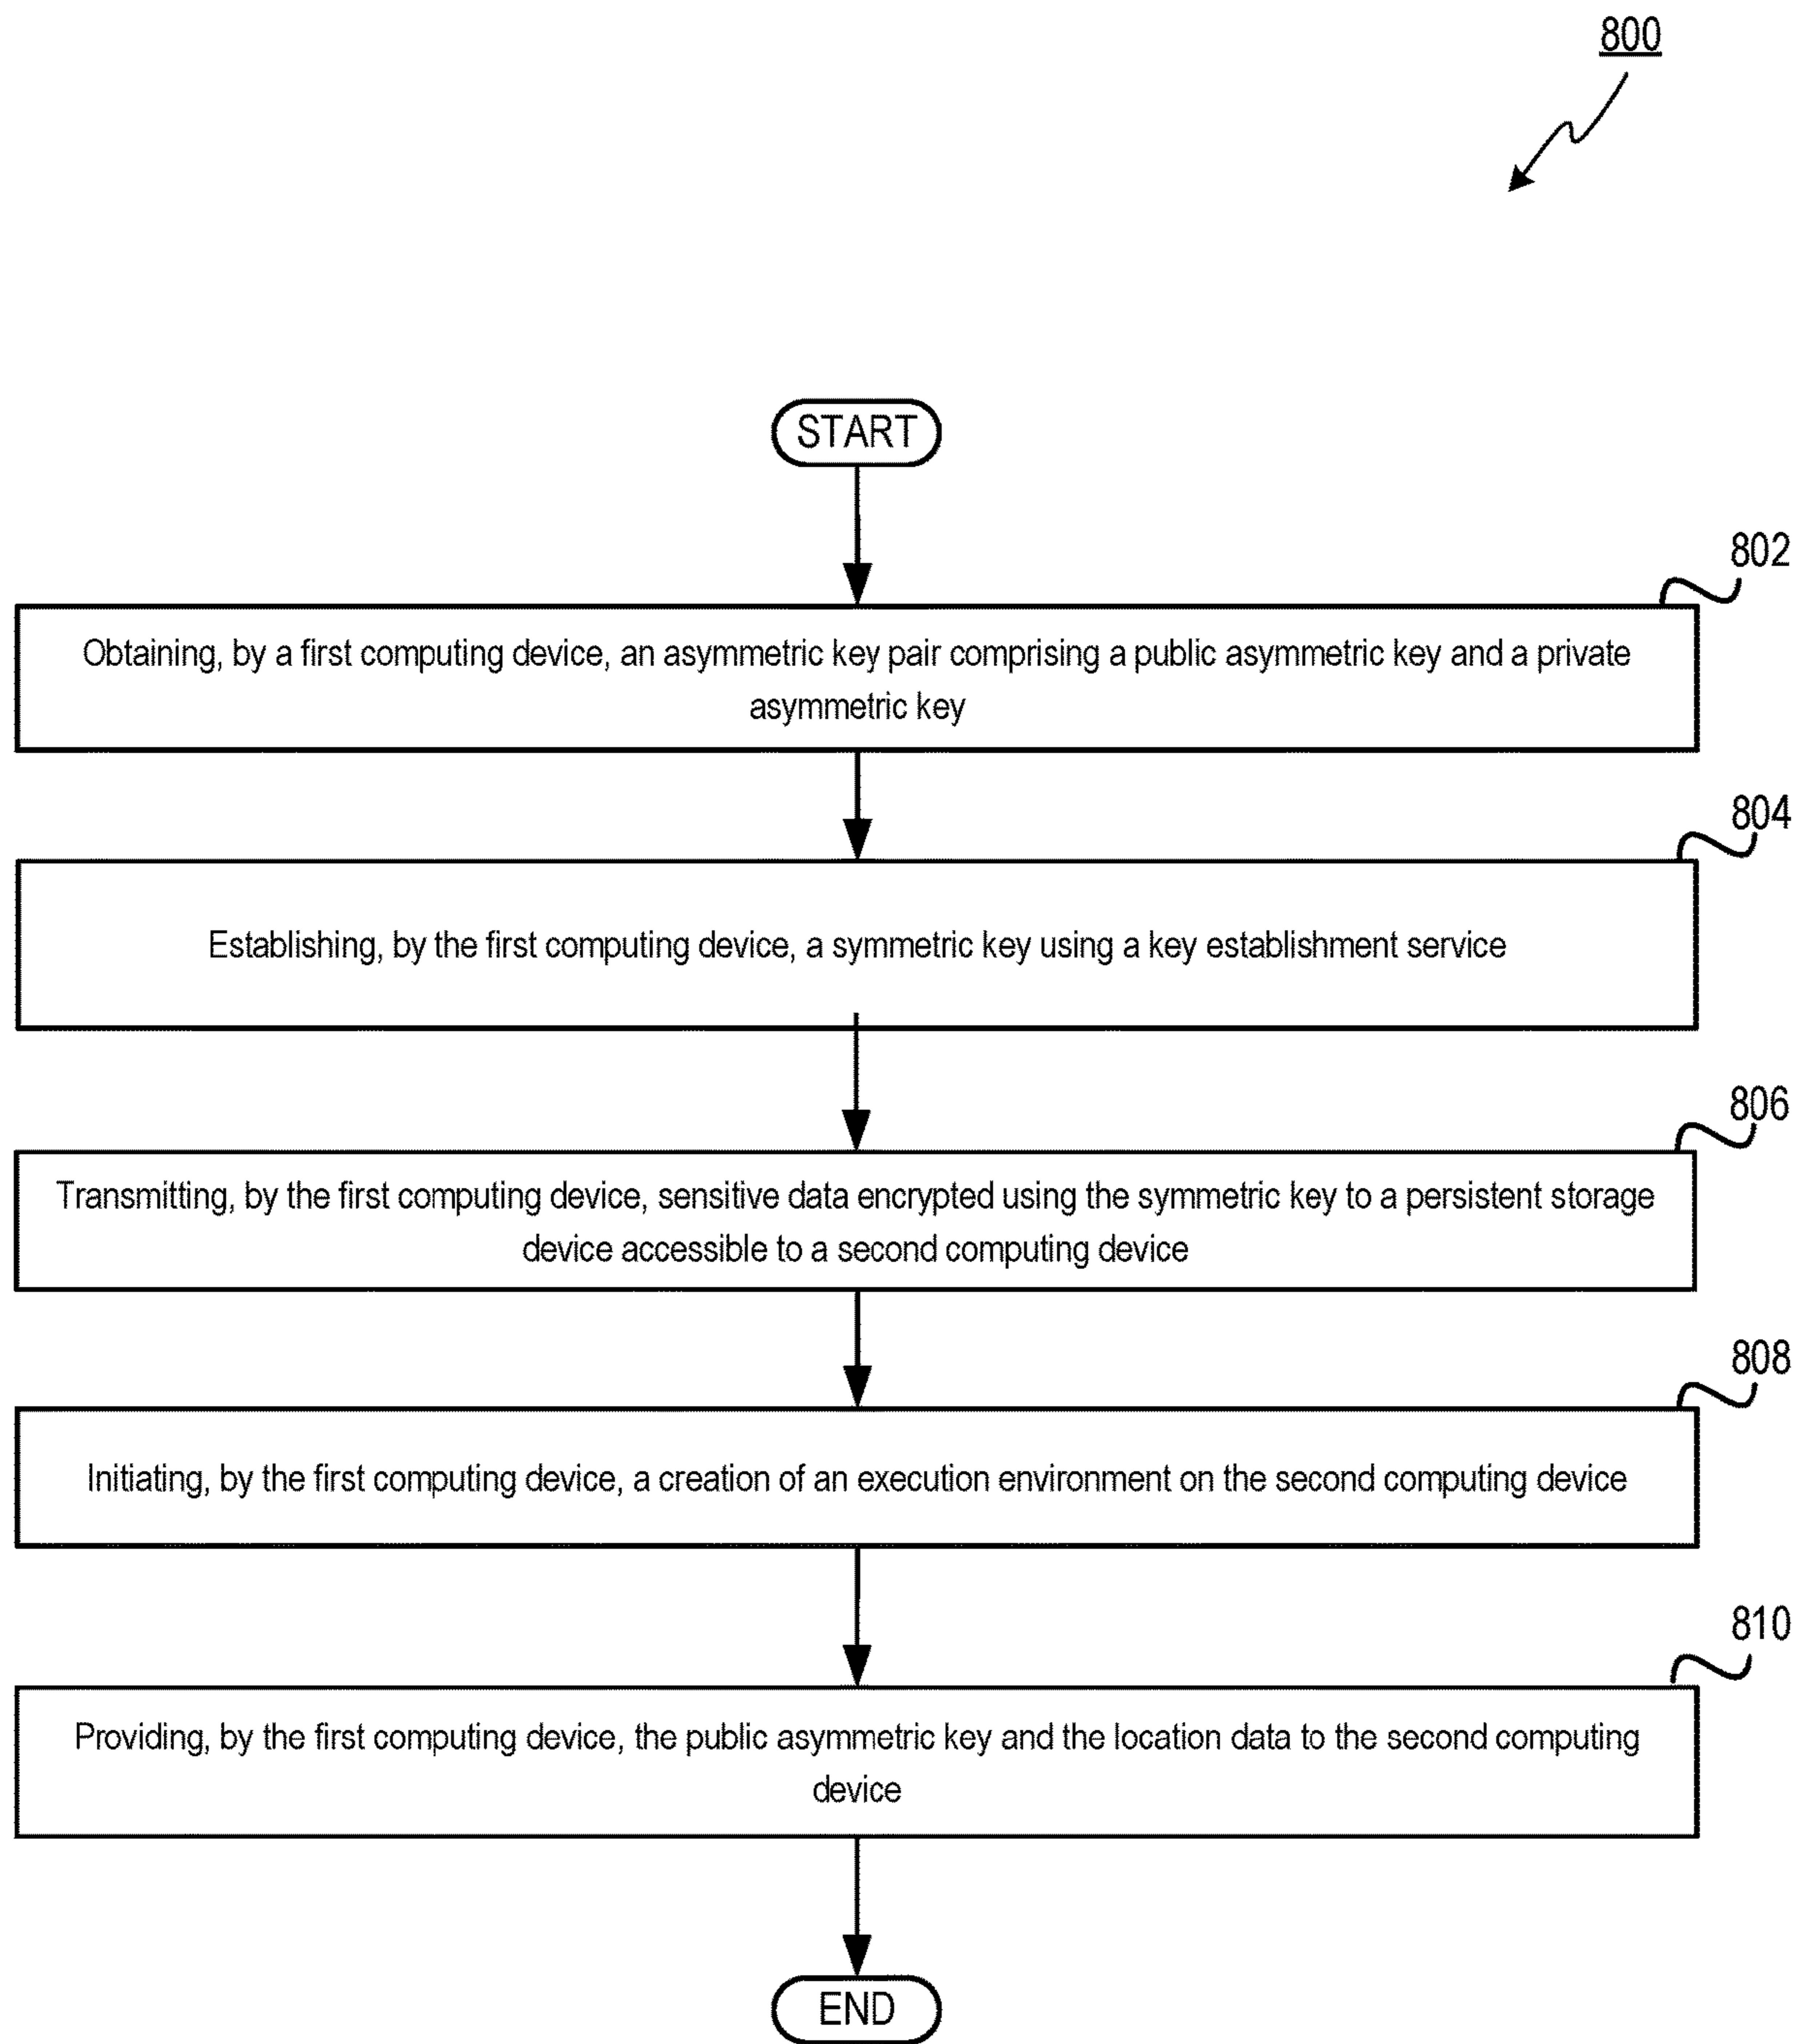 800
START
802
Obtaining, by a first computing device, an asymmetric key pair comprising a public asymmetric key and a private
asymmetric key
804
Establishing, by the first computing device, a symmetric key using a key establishment service
806
Transmitting, by the first computing device, sensitive data encrypted using the symmetric key to a persistent storage
device accessible to a second computing device
808
Initiating, by the first computing device, a creation of an execution environment on the second computing device
810
Providing, by the first computing device, the public asymmetric key and the location data to the second computing
device
END